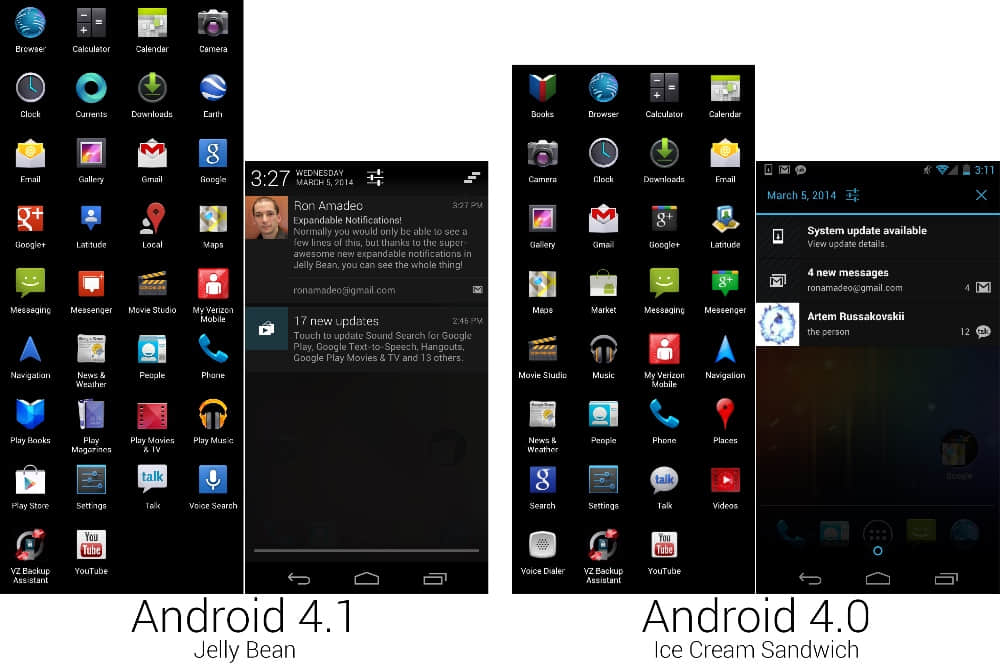 Browser Calculator Calendar Camera
Clock Currents Downloads Earth
Email Gallery Gmail Google
g
Google+ Latitude Local Maps
g+
Messaging Messenger Movie Studio My Verizon
Mobile
Navigation News &
Weather People Phone
Play Books Play
Magazines Play Movies
& TV Play Music
talk
Play Store Settings Talk Voice Search
You
Tube
VZ Backup
Assistant YouTube
3:27 WEDNESDAY
MARCH 5, 2014
Ron Amadeo 3:27 PM
Expandable Notifications!
Normally you would only be able to see a
few lines of this, but thanks to the super-
awesome new expandable notifications in
Jelly Bean, you can see the whole thing!
ronamadeo@gmail.com
17 new updates 2:46 PM
Touch to update Sound Search for Google
Play, Google Text-to-Speech, Hangouts,
Google Play Movies & TV and 13 others.
Android 4.1
Jelly Bean
Books Browser Calculator Calendar
Camera Clock Downloads Email
g+
Gallery Gmail Google+ Latitude
g+
Maps Market Messaging Messenger
Movie Studio Music My Verizon
Mobile Navigation
News &
Weather People Phone Places
g talk
Search Settings Talk Videos
You
Tube
Voice Dialer VZ Backup
Assistant YouTube
3:11
March 5, 2014
System update available
View update details.
4 new messages
ronamadeo@gmail.com 4
Artem Russakovskii
the person 12 talk
Google
Android 4.0
Ice Cream Sandwich